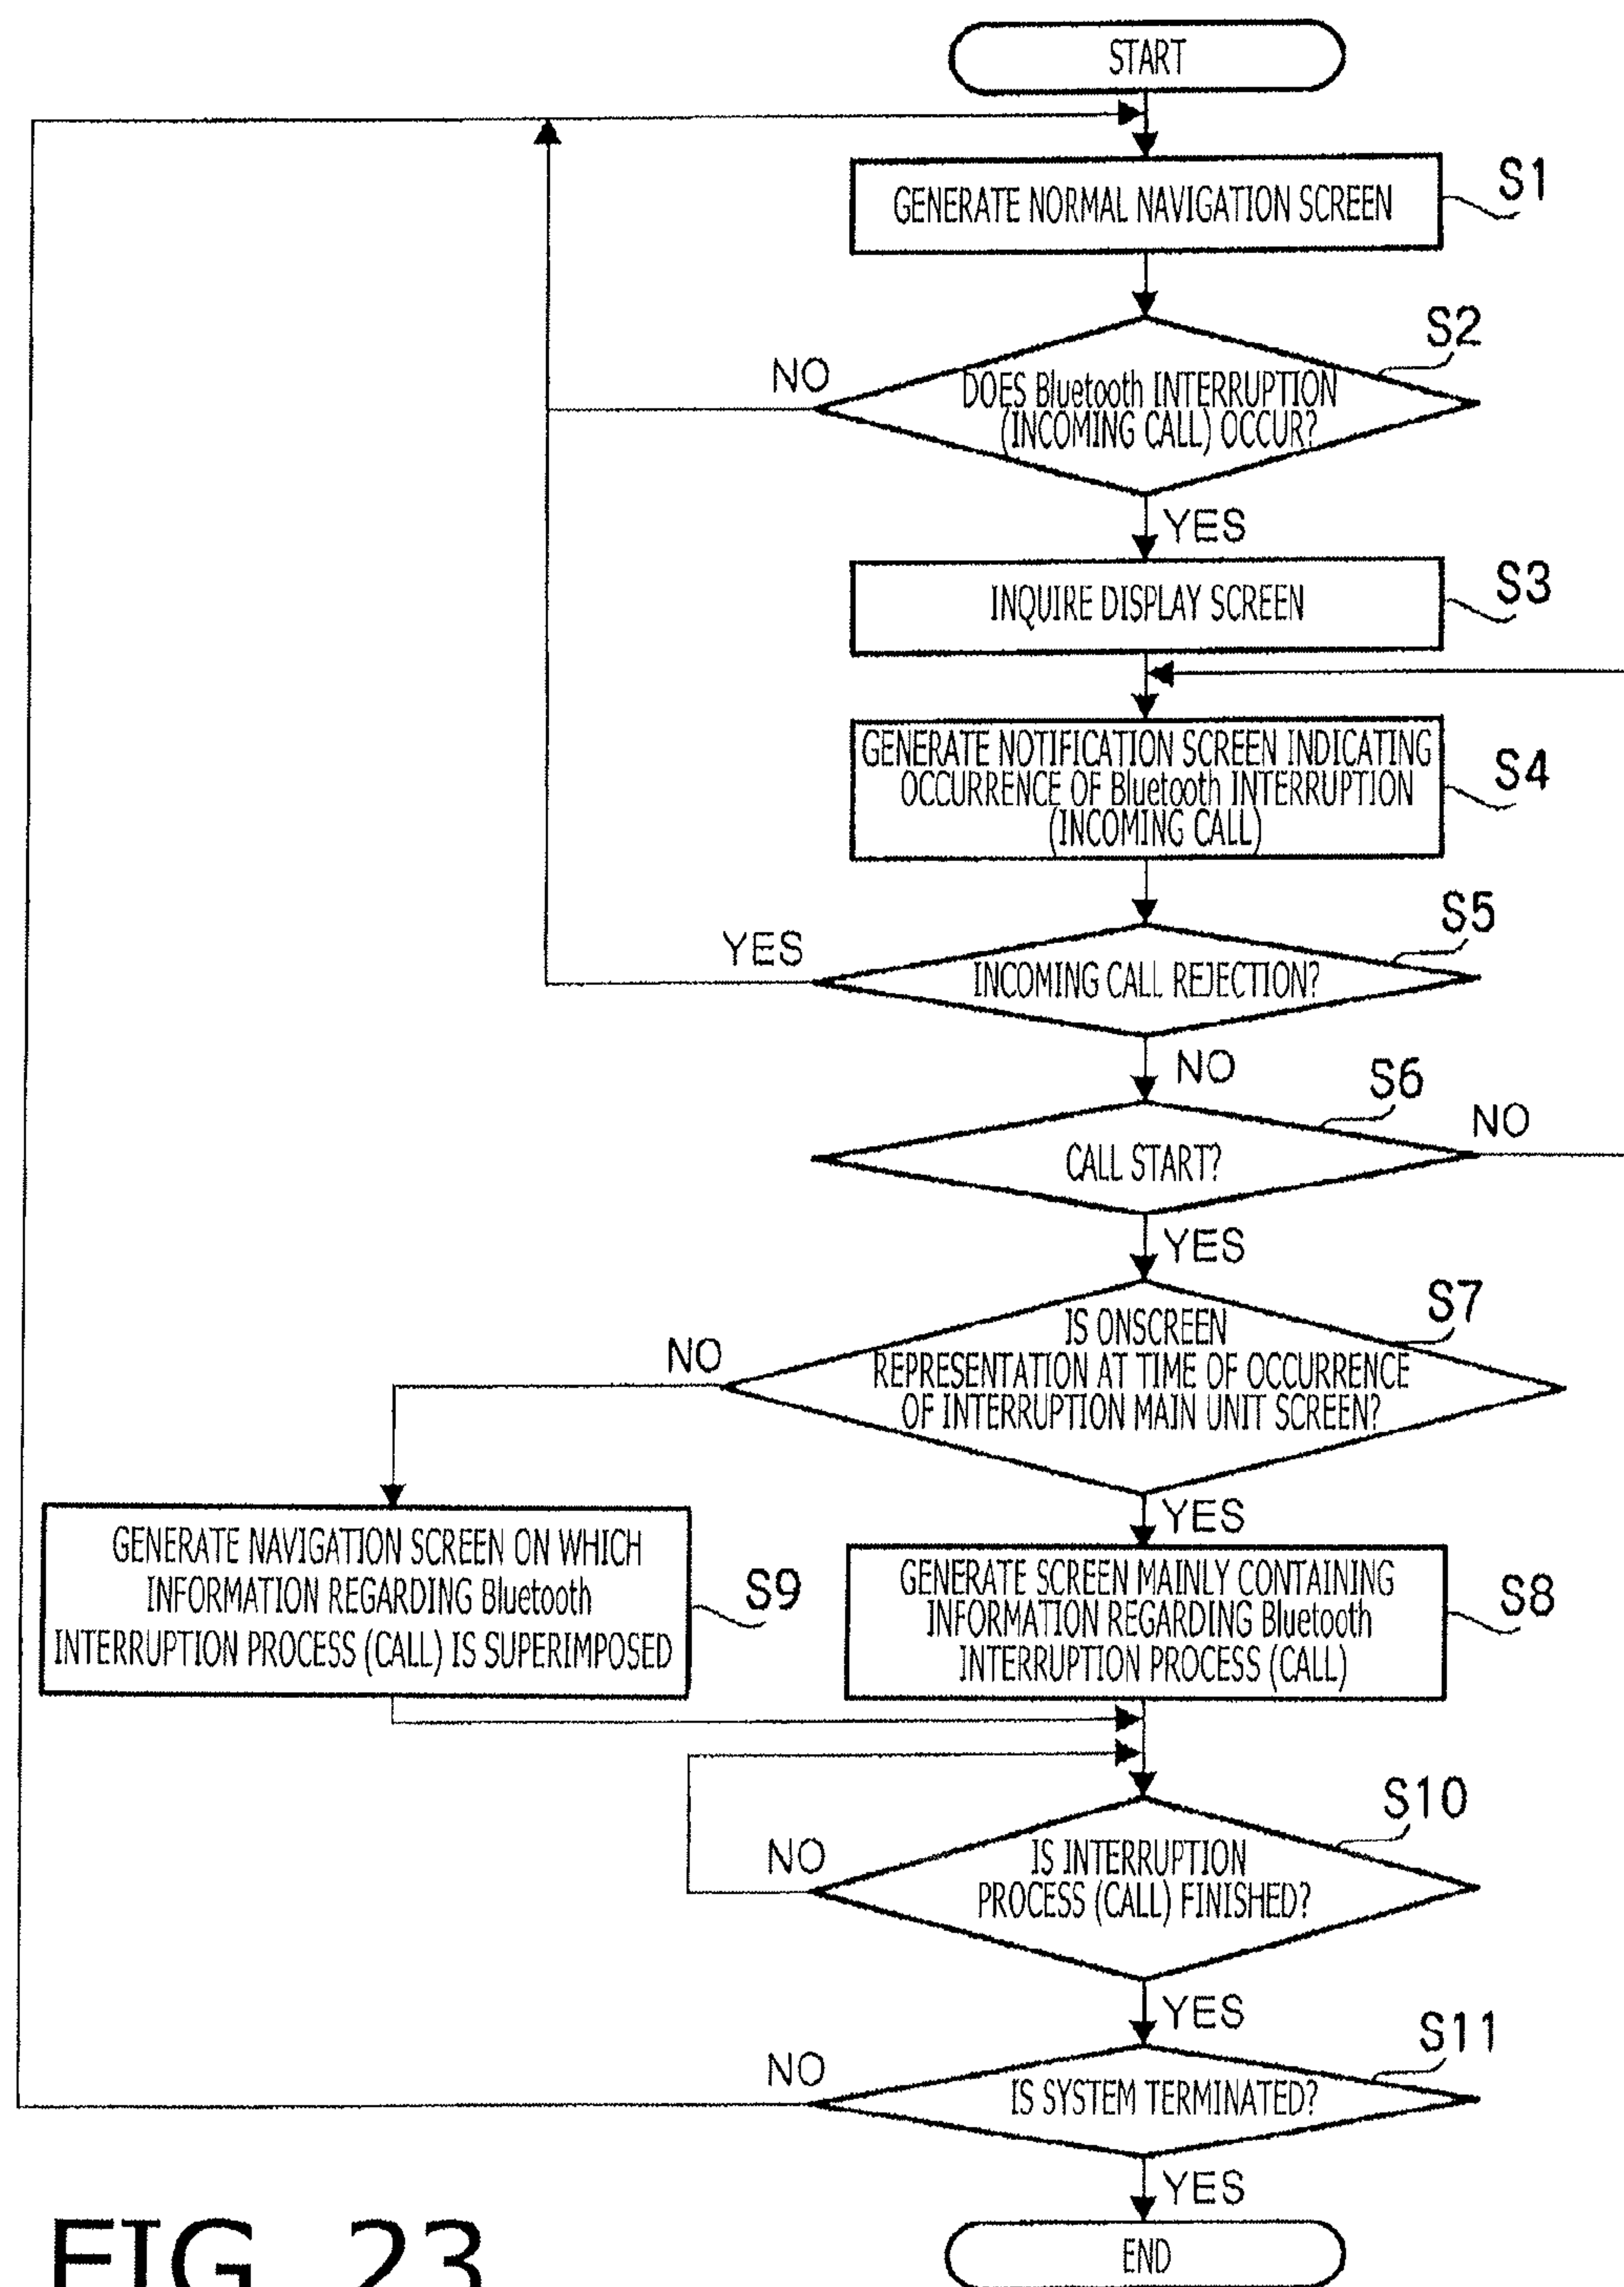 START
GENERATE NORMAL NAVIGATION SCREEN
S1
S2
NO
DOES Bluetooth INTERRUPTION
(INCOMING CALL) OCCUR?
YES
INQUIRE DISPLAY SCREEN
S3
GENERATE NOTIFICATION SCREEN INDICATING
OCCURRENCE OF Bluetooth INTERRUPTION
(INCOMING CALL)
S4
S5
YES
INCOMING CALL REJECTION?
NO
S6
NO
CALL START?
YES
S7
NO
IS ONSCREEN
REPRESENTATION AT TIME OF OCCURRENCE
OF INTERRUPTION MAIN UNIT SCREEN?
YES
GENERATE NAVIGATION SCREEN ON WHICH
INFORMATION REGARDING Bluetooth
INTERRUPTION PROCESS (CALL) IS SUPERIMPOSED
S9
GENERATE SCREEN MAINLY CONTAINING
INFORMATION REGARDING Bluetooth
INTERRUPTION PROCESS (CALL)
S8
S10
NO
IS INTERRUPTION
PROCESS (CALL) FINISHED?
YES
S11
NO
IS SYSTEM TERMINATED?
YES
END
FIG. 23